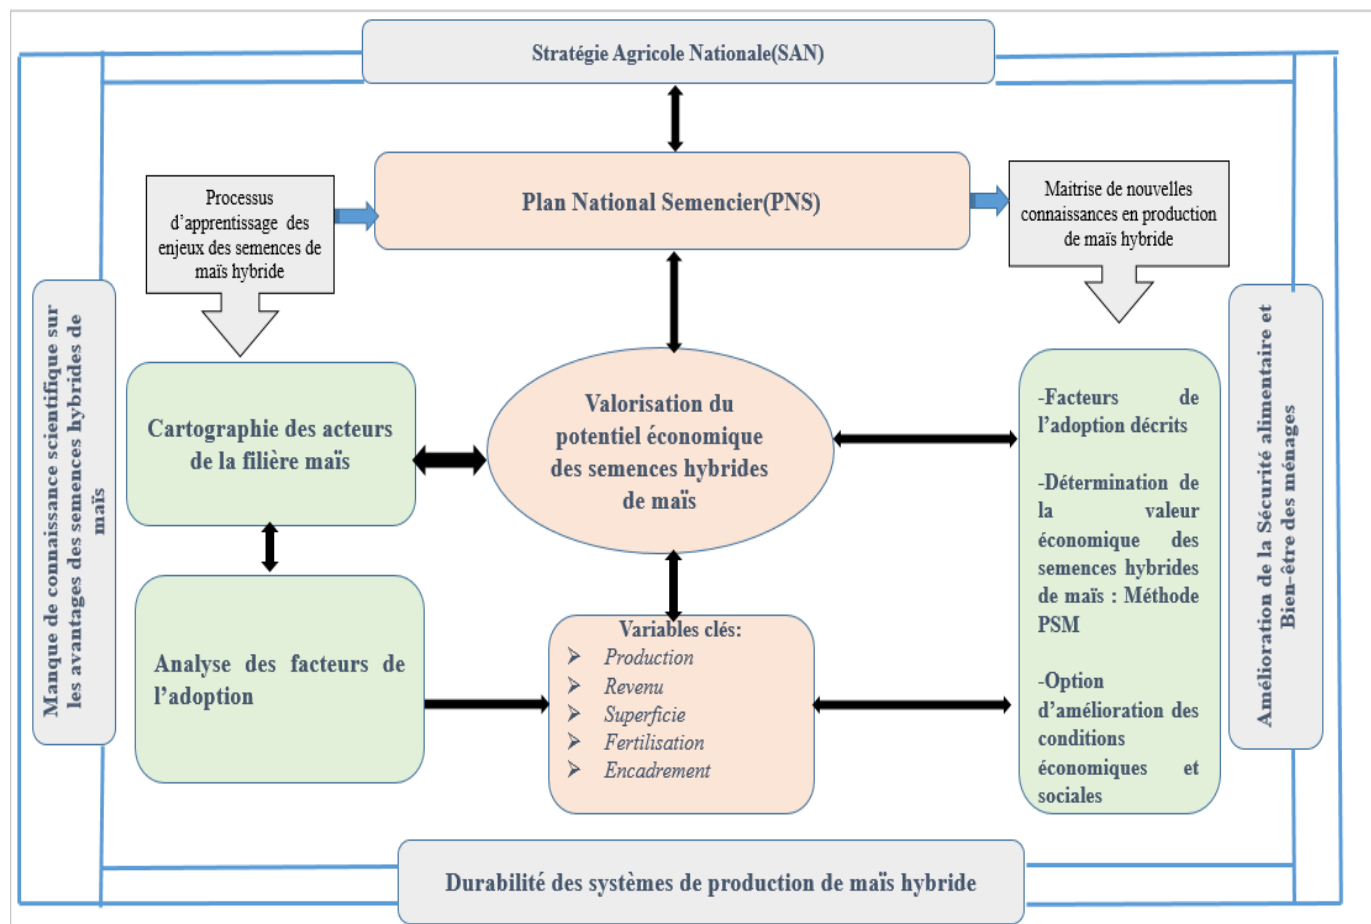 Stratégie Agricole Nationale(SAN)
Plan National Semencier(PNS)
Processus
d’apprentissage des
enjeux des semences de
maïs hybride
Maitrise de nouvelles
connaissances en production
de maïs hybride
Manque de connaissance scientifique sur
les avantages des semences hybrides de
maïs
Cartographie des acteurs
de la filière maïs
Valorisation du
potentiel économique
des semences hybrides
de maïs
-Facteurs de
l’adoption décrits
-Détermination de
la valeur
économique des
semences hybrides
de maïs : Méthode
PSM
-Option
d’amélioration des
conditions
économiques et
sociales
Amélioration de la Sécurité alimentaire et
Bien-être des ménages
Analyse des facteurs de
l’adoption
Variables clés:
➢ Production
➢ Revenu
➢ Superficie
➢ Fertilisation
➢ Encadrement
Durabilité des systèmes de production de maïs hybride